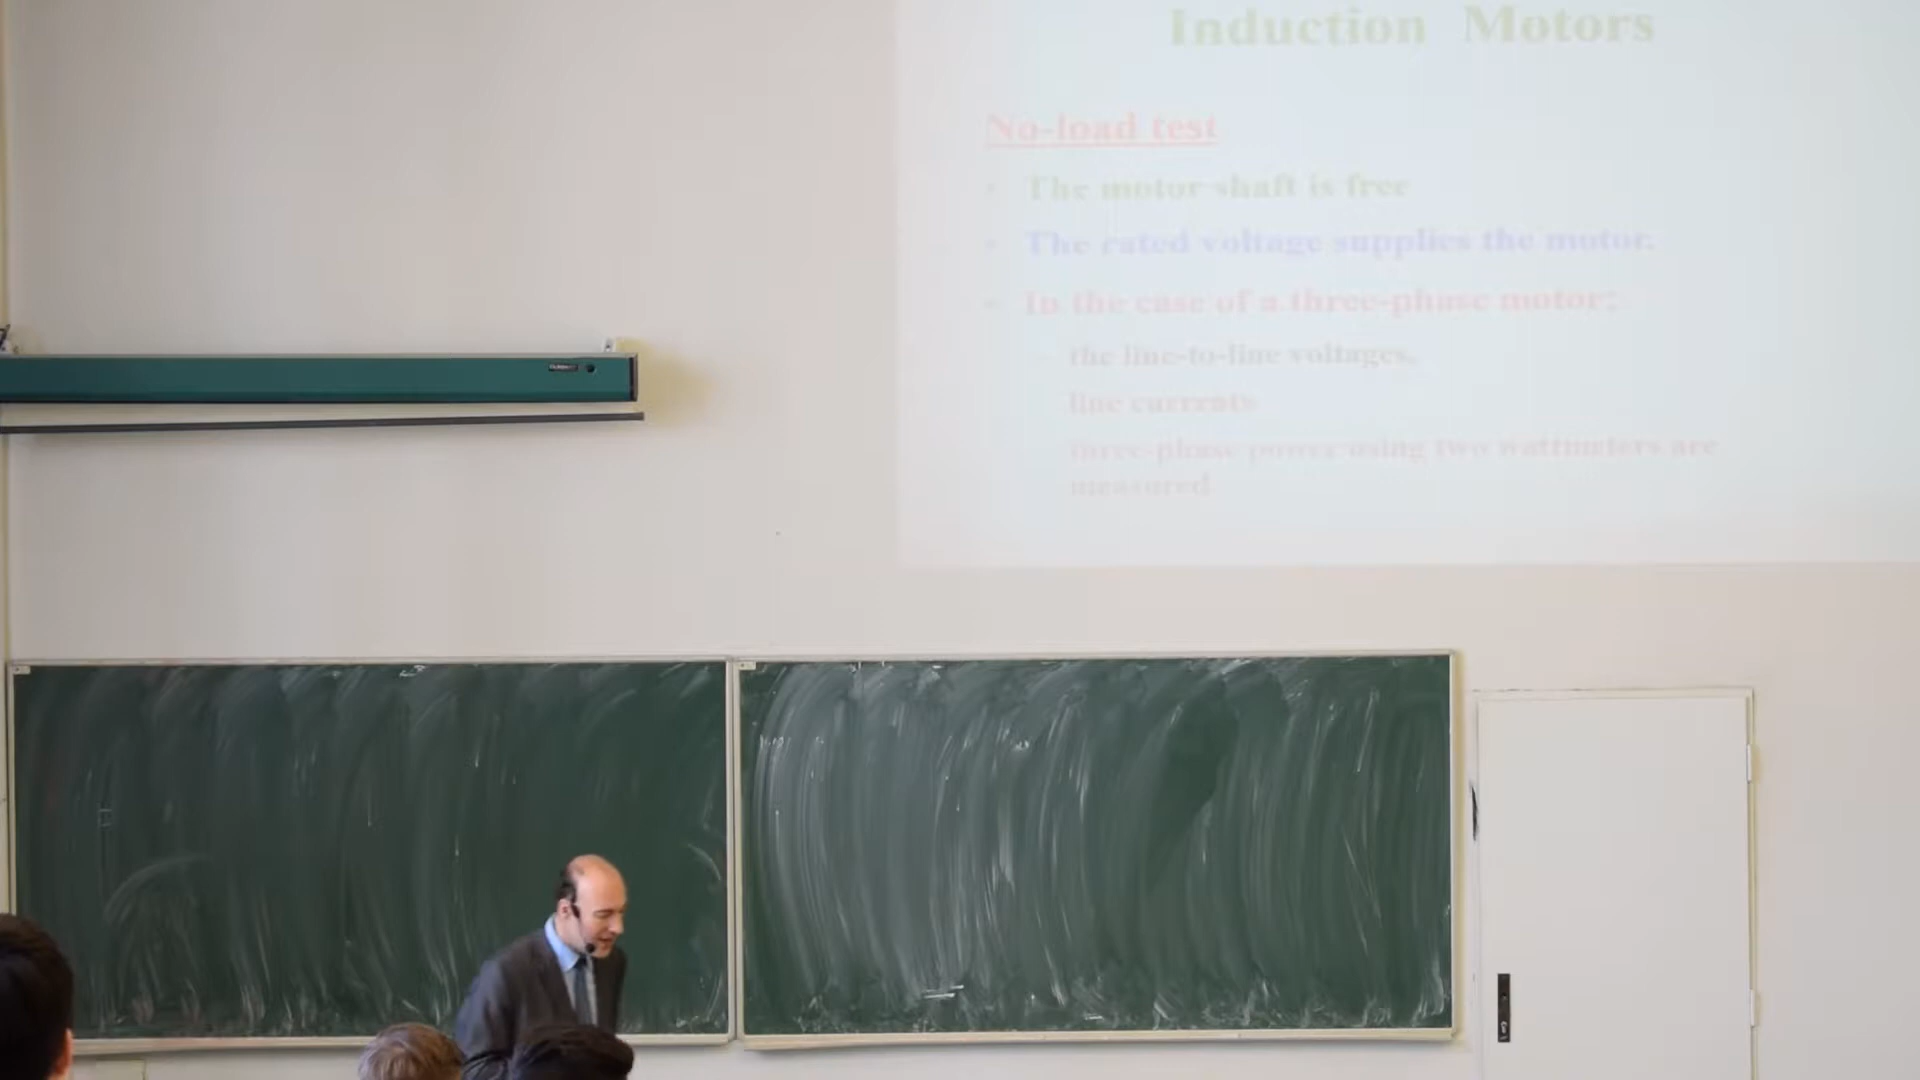 Induction Motors
No-load test
• The motor shaft is free
• The rated voltage supplies the motor.
• In the case of a three-phase motor:
the line-to-line voltages,
line currents
three-phase power using two wattmeters are
measured